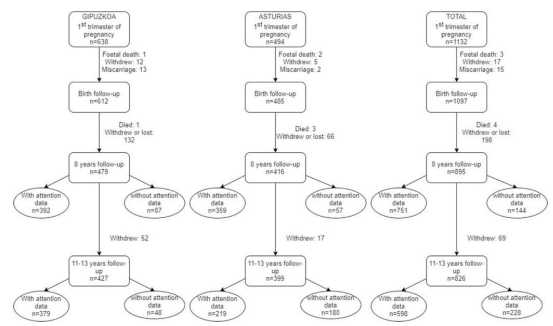 GIPUZKOA
1st trimester of
pregnancy
n=638
Foetal death: 1
Withdrew: 12
Miscarriage: 13
Birth follow-up
n=612
Died: 1
Withdrew or lost:
132
8 years follow-up
n=479
With attention
data
n=392
without attention
data
n=87
Withdrew: 52
11-13 years follow-
up
n=427
With attention
data
n=379
without attention
data
n=48
ASTURIAS
1st trimester of
pregnancy
n=494
Foetal death: 2
Withdrew: 5
Miscarriage: 2
Birth follow-up
n=485
Died: 3
Withdrew or lost: 66
8 years follow-up
n=416
With attention
data
n=359
without attention
data
n=57
Withdrew: 17
11-13 years follow-
up
n=399
With attention
data
n=219
without attention
data
n=180
TOTAL
1st trimester of
pregnancy
n=1132
Foetal death: 3
Withdrew: 17
Miscarriage: 15
Birth follow-up
n=1097
Died: 4
Withdrew or lost:
198
8 years follow-up
n=895
With attention
data
n=751
without attention
data
n=144
Withdrew: 69
11-13 years follow-
up
n=826
With attention
data
n=598
without attention
data
n=228